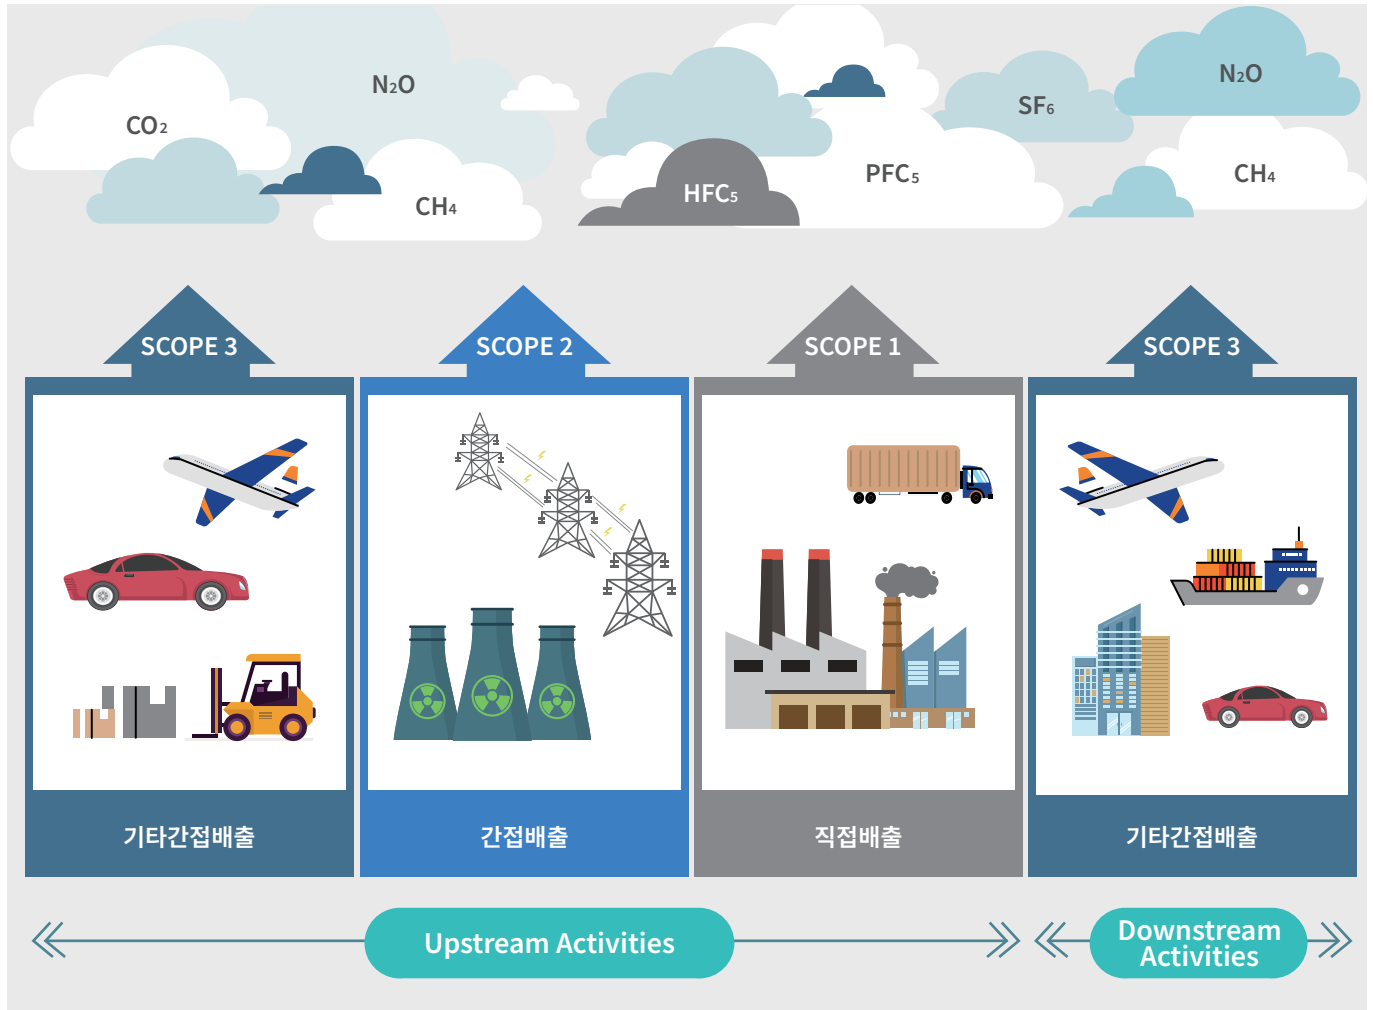 N₂O
CO₂
CH₄
HFC₅
PFC₅
SF₆
N₂O
CH₄
SCOPE 3
SCOPE 2
SCOPE 1
SCOPE 3
기타간접배출
간접배출
직접배출
기타간접배출
Upstream Activities
Downstream
Activities